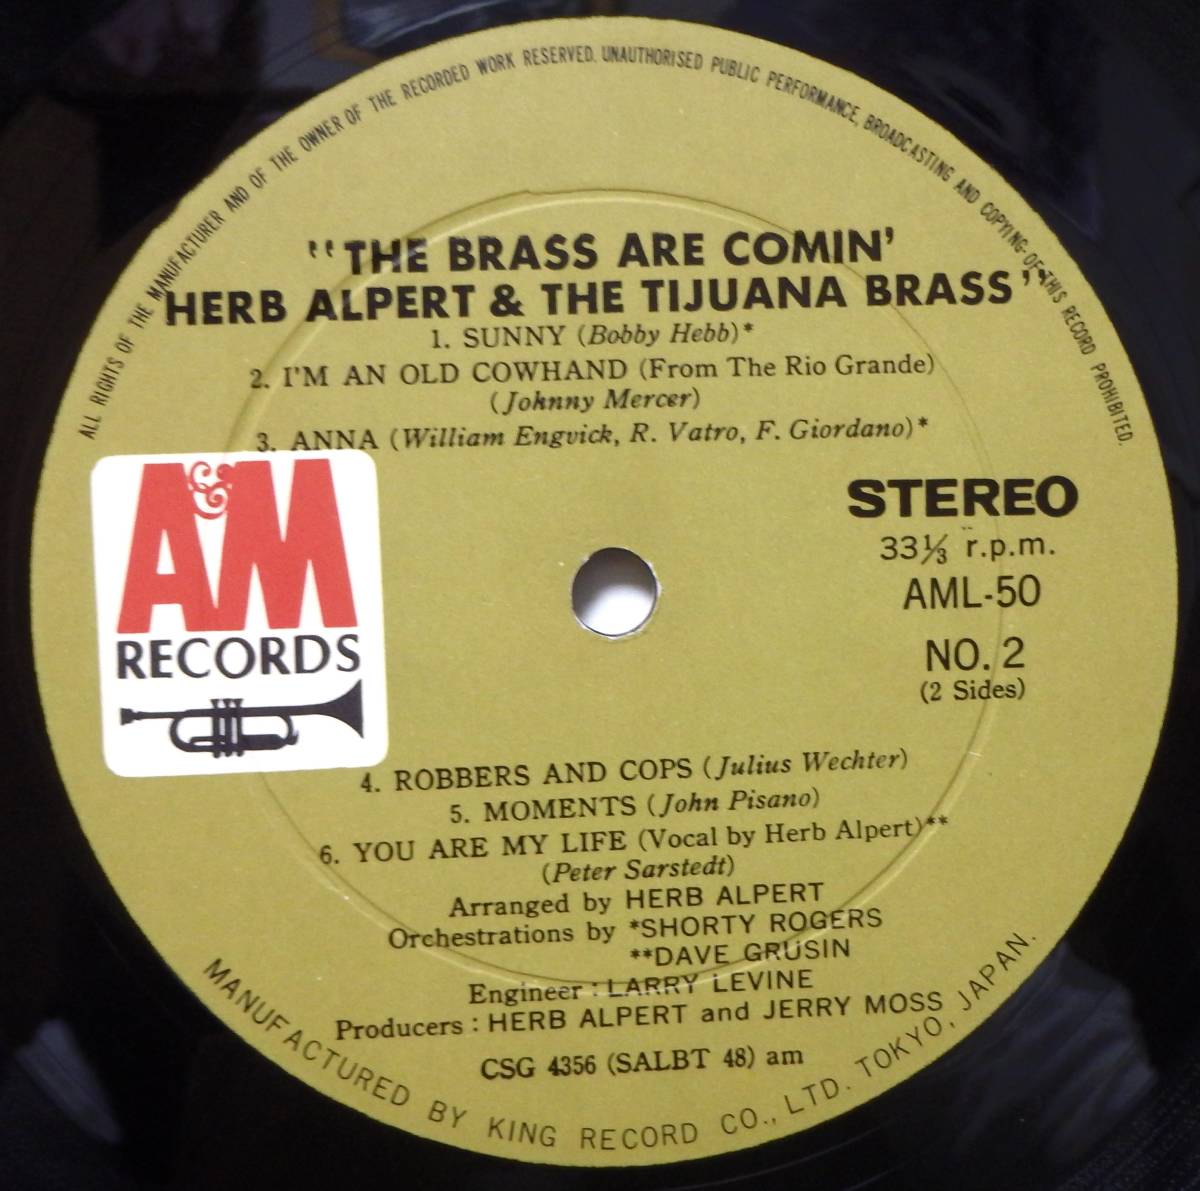 ALL RIGHTS OF THE MANUFACTURER AND OF THE OWNER OF THE RECORDED WORK RESERVED. UNAUTHORISED PUBLIC PERFORMANCE, BROADCASTING AND COPYING OF THIS RECORD PROHIBITED.
"THE BRASS ARE COMIN'
HERB ALPERT & THE TIJUANA BRASS"
1. SUNNY (Bobby Hebb)*
2. I'M AN OLD COWHAND (From The Rio Grande)
(Johnny Mercer)
3. ANNA (William Engvick, R. Vatro, F. Giordano)*
A&M
RECORDS
STEREO
33⅓ r.p.m.
AML-50
NO. 2
(2 Sides)
4. ROBBERS AND COPS (Julius Wechter)
5. MOMENTS (John Pisano)
6. YOU ARE MY LIFE (Vocal by Herb Alpert)**
(Peter Sarstedt)
Arranged by HERB ALPERT
Orchestrations by *SHORTY ROGERS
**DAVE GRUSIN
Engineer : LARRY LEVINE
Producers : HERB ALPERT and JERRY MOSS
CSG 4356 (SALBT 48) am
MANUFACTURED BY KING RECORD CO., LTD. TOKYO, JAPAN.